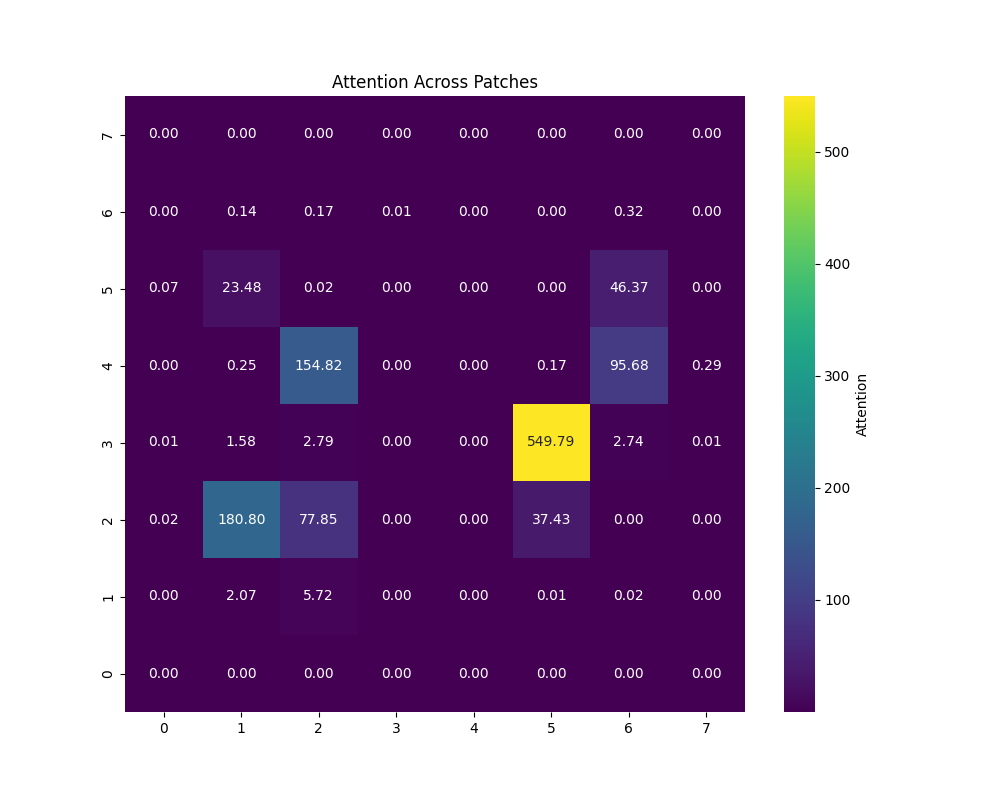 Attention Across Patches
7 0.00 0.00 0.00 0.00 0.00 0.00 0.00 0.00
6 0.00 0.14 0.17 0.01 0.00 0.00 0.32 0.00
5 0.07 23.48 0.02 0.00 0.00 0.00 46.37 0.00
4 0.00 0.25 154.82 0.00 0.00 0.17 95.68 0.29
3 0.01 1.58 2.79 0.00 0.00 549.79 2.74 0.01
2 0.02 180.80 77.85 0.00 0.00 37.43 0.00 0.00
1 0.00 2.07 5.72 0.00 0.00 0.01 0.02 0.00
0 0.00 0.00 0.00 0.00 0.00 0.00 0.00 0.00
0 1 2 3 4 5 6 7
500
400
300
200
100
Attention